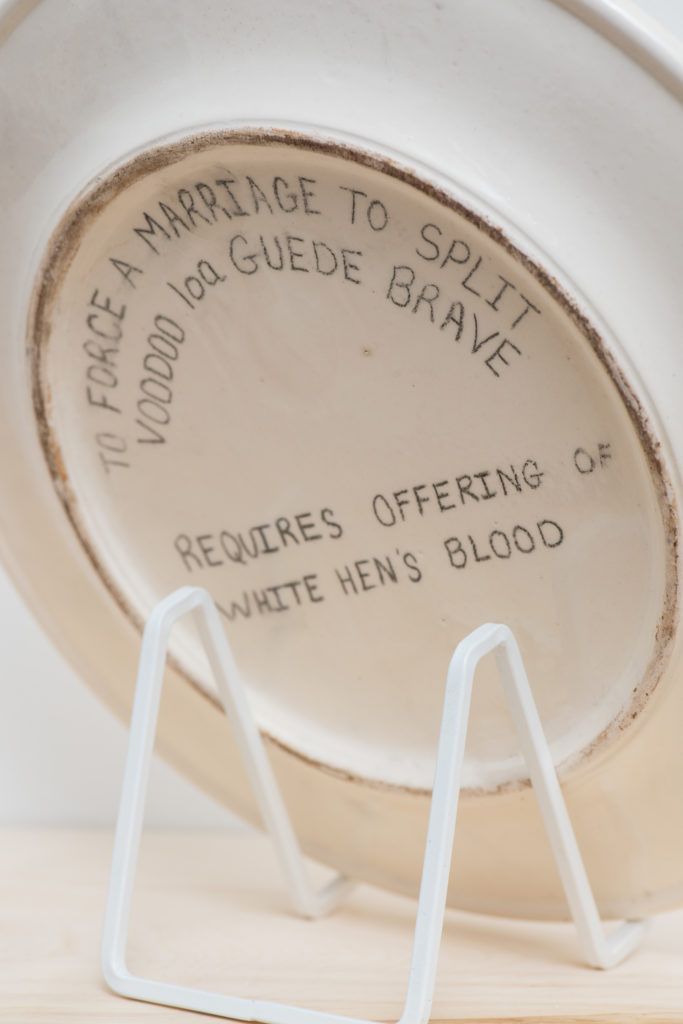 TO FORCE A MARRIAGE TO SPLIT
VOODOO loa GUEDE BRAVE
REQUIRES OFFERING OF
WHITE HEN'S BLOOD